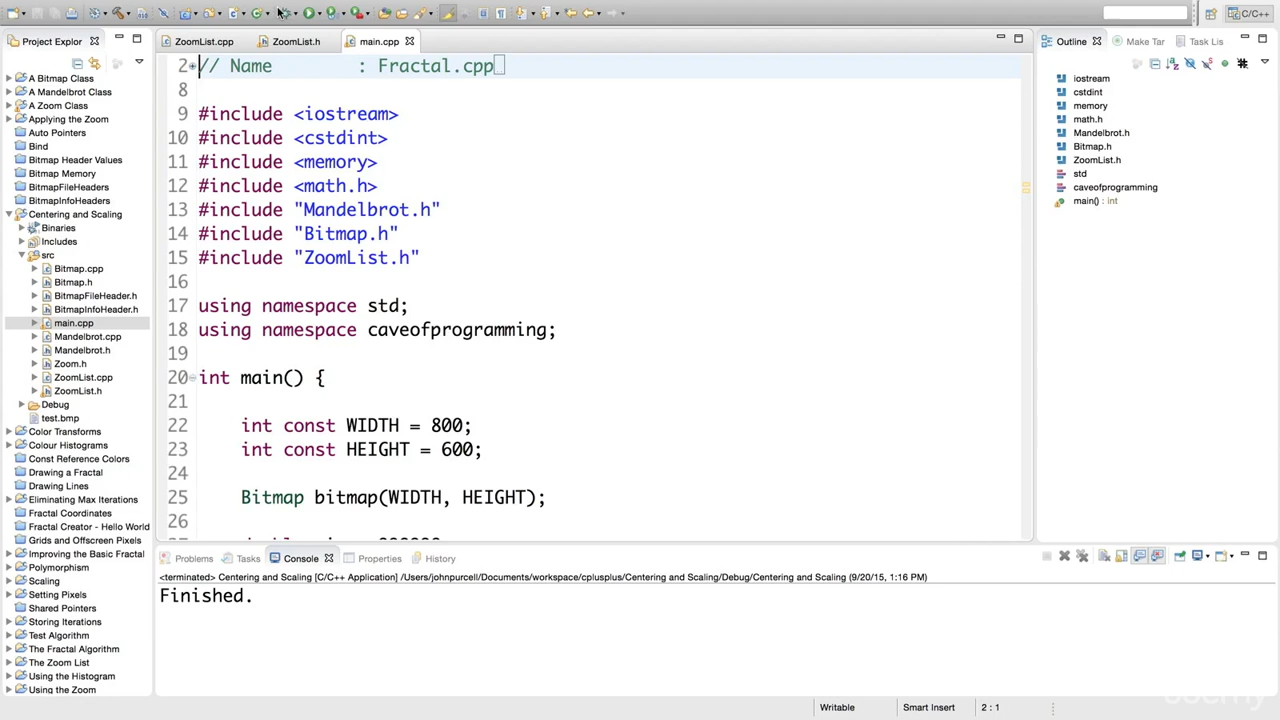 C/C++
Project Explor
ZoomList.cpp
ZoomList.h
main.cpp
Outline
Make Tar
Task Lis
A Bitmap Class
A Mandelbrot Class
A Zoom Class
Applying the Zoom
Auto Pointers
Bind
Bitmap Header Values
Bitmap Memory
BitmapFileHeaders
BitmapInfoHeaders
Centering and Scaling
Binaries
Includes
src
Bitmap.cpp
Bitmap.h
BitmapFileHeader.h
BitmapInfoHeader.h
main.cpp
Mandelbrot.cpp
Mandelbrot.h
Zoom.h
ZoomList.cpp
ZoomList.h
Debug
test.bmp
Color Transforms
Colour Histograms
Const Reference Colors
Drawing a Fractal
Drawing Lines
Eliminating Max Iterations
Fractal Coordinates
Fractal Creator - Hello World
Grids and Offscreen Pixels
Improving the Basic Fractal
Polymorphism
Scaling
Setting Pixels
Shared Pointers
Storing Iterations
Test Algorithm
The Fractal Algorithm
The Zoom List
Using the Histogram
Using the Zoom
2 // Name : Fractal.cpp
8
9 #include <iostream>
10 #include <cstdint>
11 #include <memory>
12 #include <math.h>
13 #include "Mandelbrot.h"
14 #include "Bitmap.h"
15 #include "ZoomList.h"
16
17 using namespace std;
18 using namespace caveofprogramming;
19
20 int main() {
21
22 int const WIDTH = 800;
23 int const HEIGHT = 600;
24
25 Bitmap bitmap(WIDTH, HEIGHT);
26
iostream
cstdint
memory
math.h
Mandelbrot.h
Bitmap.h
ZoomList.h
std
caveofprogramming
main() : int
Problems
Tasks
Console
Properties
History
<terminated> Centering and Scaling [C/C++ Application] /Users/johnpurcell/Documents/workspace/cplusplus/Centering and Scaling/Debug/Centering and Scaling (9/20/15, 1:16 PM)
Finished.
Writable
Smart Insert
2 : 1